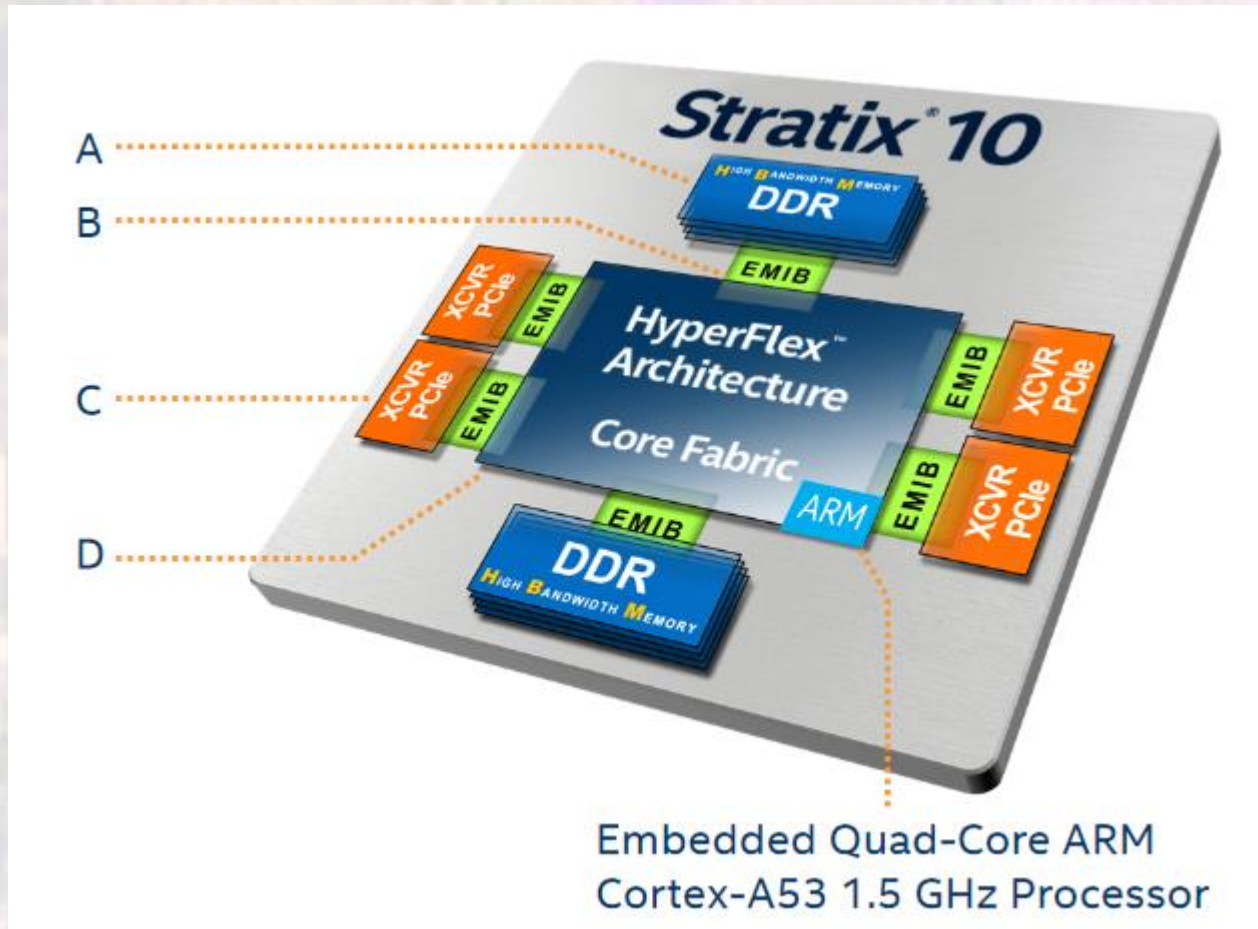 Stratix® 10
A
HIGH BANDWIDTH MEMORY
DDR
B
EMIB
XCVR
PCIe
EMIB
HyperFlex™
Architecture
Core Fabric
EMIB
XCVR
PCIe
C
XCVR
PCIe
EMIB
ARM
EMIB
XCVR
PCIe
D
EMIB
DDR
HIGH BANDWIDTH MEMORY
Embedded Quad-Core ARM
Cortex-A53 1.5 GHz Processor